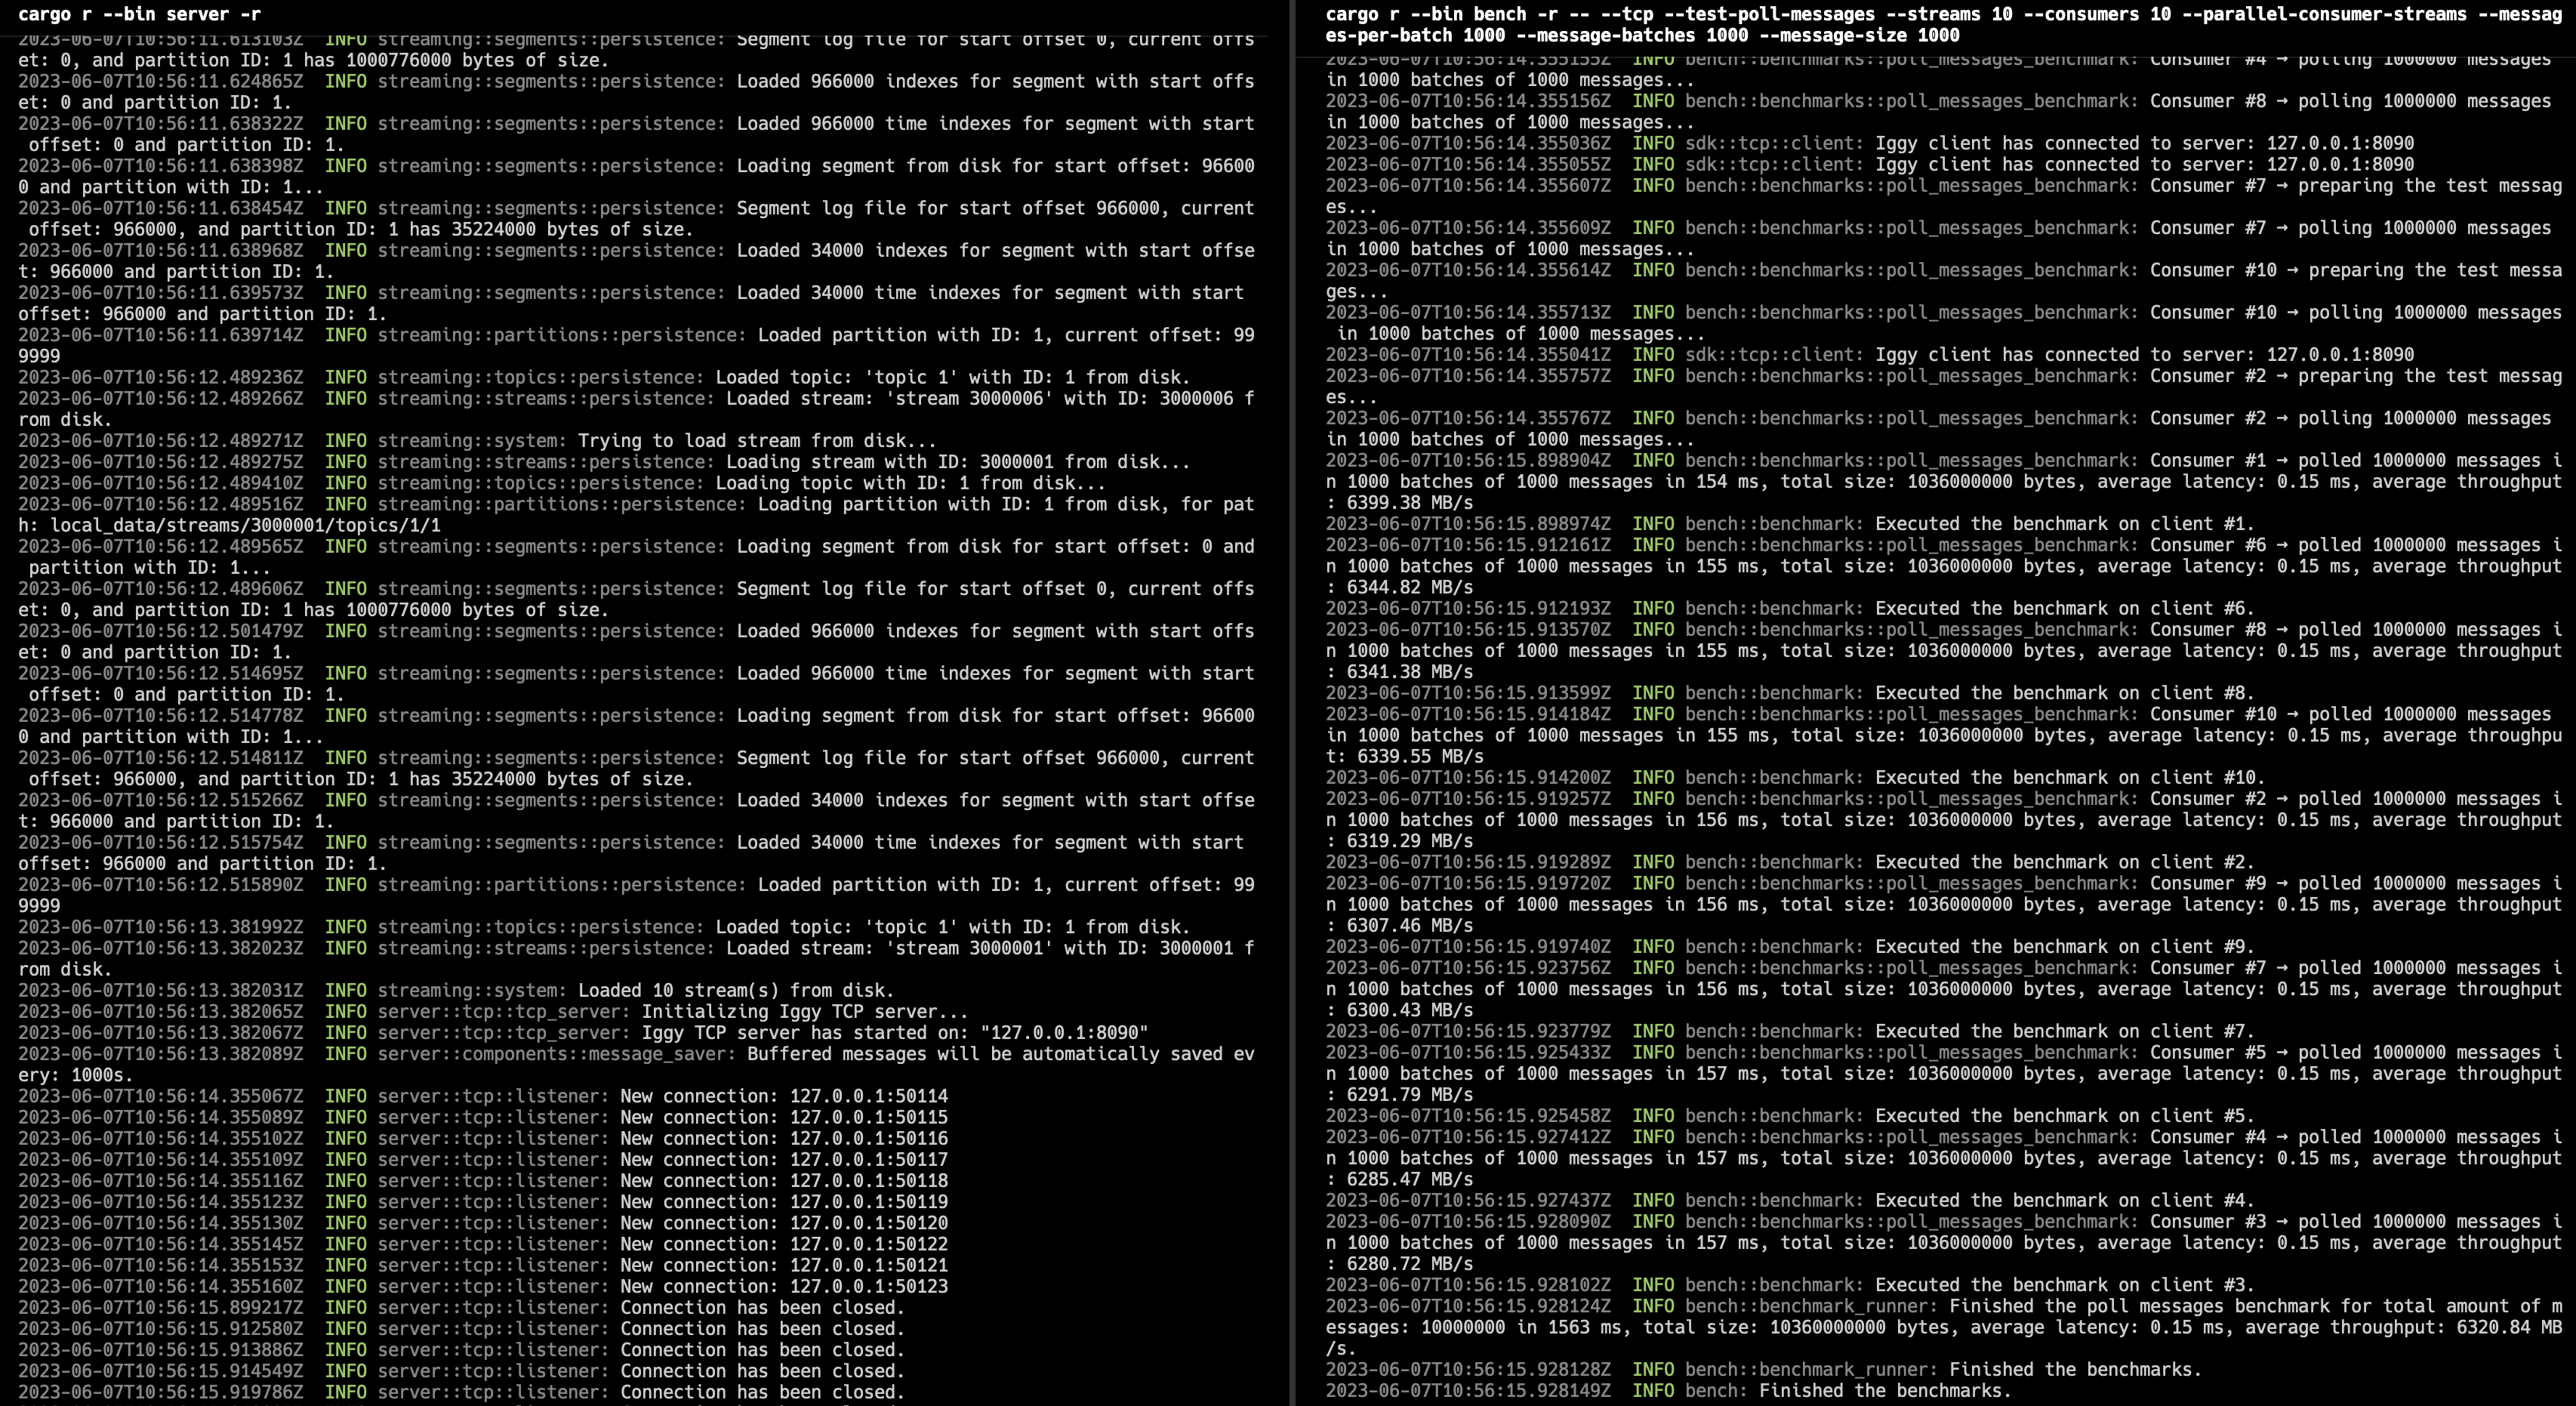 cargo r --bin server -r
2023-06-07T10:56:11.613103Z  INFO streaming::segments::persistence: Segment log file for start offset 0, current offs
et: 0, and partition ID: 1 has 1000776000 bytes of size.
2023-06-07T10:56:11.624865Z  INFO streaming::segments::persistence: Loaded 966000 indexes for segment with start offs
et: 0 and partition ID: 1.
2023-06-07T10:56:11.638322Z  INFO streaming::segments::persistence: Loaded 966000 time indexes for segment with start
 offset: 0 and partition ID: 1.
2023-06-07T10:56:11.638398Z  INFO streaming::segments::persistence: Loading segment from disk for start offset: 96600
0 and partition with ID: 1...
2023-06-07T10:56:11.638454Z  INFO streaming::segments::persistence: Segment log file for start offset 966000, current
 offset: 966000, and partition ID: 1 has 35224000 bytes of size.
2023-06-07T10:56:11.638968Z  INFO streaming::segments::persistence: Loaded 34000 indexes for segment with start offse
t: 966000 and partition ID: 1.
2023-06-07T10:56:11.639573Z  INFO streaming::segments::persistence: Loaded 34000 time indexes for segment with start
offset: 966000 and partition ID: 1.
2023-06-07T10:56:11.639714Z  INFO streaming::partitions::persistence: Loaded partition with ID: 1, current offset: 99
9999
2023-06-07T10:56:12.489236Z  INFO streaming::topics::persistence: Loaded topic: 'topic 1' with ID: 1 from disk.
2023-06-07T10:56:12.489266Z  INFO streaming::streams::persistence: Loaded stream: 'stream 3000006' with ID: 3000006 f
rom disk.
2023-06-07T10:56:12.489271Z  INFO streaming::system: Trying to load stream from disk...
2023-06-07T10:56:12.489275Z  INFO streaming::streams::persistence: Loading stream with ID: 3000001 from disk...
2023-06-07T10:56:12.489410Z  INFO streaming::topics::persistence: Loading topic with ID: 1 from disk...
2023-06-07T10:56:12.489516Z  INFO streaming::partitions::persistence: Loading partition with ID: 1 from disk, for pat
h: local_data/streams/3000001/topics/1/1
2023-06-07T10:56:12.489565Z  INFO streaming::segments::persistence: Loading segment from disk for start offset: 0 and
 partition with ID: 1...
2023-06-07T10:56:12.489606Z  INFO streaming::segments::persistence: Segment log file for start offset 0, current offs
et: 0, and partition ID: 1 has 1000776000 bytes of size.
2023-06-07T10:56:12.501479Z  INFO streaming::segments::persistence: Loaded 966000 indexes for segment with start offs
et: 0 and partition ID: 1.
2023-06-07T10:56:12.514695Z  INFO streaming::segments::persistence: Loaded 966000 time indexes for segment with start
 offset: 0 and partition ID: 1.
2023-06-07T10:56:12.514778Z  INFO streaming::segments::persistence: Loading segment from disk for start offset: 96600
0 and partition with ID: 1...
2023-06-07T10:56:12.514811Z  INFO streaming::segments::persistence: Segment log file for start offset 966000, current
 offset: 966000, and partition ID: 1 has 35224000 bytes of size.
2023-06-07T10:56:12.515266Z  INFO streaming::segments::persistence: Loaded 34000 indexes for segment with start offse
t: 966000 and partition ID: 1.
2023-06-07T10:56:12.515754Z  INFO streaming::segments::persistence: Loaded 34000 time indexes for segment with start
offset: 966000 and partition ID: 1.
2023-06-07T10:56:12.515890Z  INFO streaming::partitions::persistence: Loaded partition with ID: 1, current offset: 99
9999
2023-06-07T10:56:13.381992Z  INFO streaming::topics::persistence: Loaded topic: 'topic 1' with ID: 1 from disk.
2023-06-07T10:56:13.382023Z  INFO streaming::streams::persistence: Loaded stream: 'stream 3000001' with ID: 3000001 f
rom disk.
2023-06-07T10:56:13.382031Z  INFO streaming::system: Loaded 10 stream(s) from disk.
2023-06-07T10:56:13.382065Z  INFO server::tcp::tcp_server: Initializing Iggy TCP server...
2023-06-07T10:56:13.382067Z  INFO server::tcp::tcp_server: Iggy TCP server has started on: "127.0.0.1:8090"
2023-06-07T10:56:13.382089Z  INFO server::components::message_saver: Buffered messages will be automatically saved ev
ery: 1000s.
2023-06-07T10:56:14.355067Z  INFO server::tcp::listener: New connection: 127.0.0.1:50114
2023-06-07T10:56:14.355089Z  INFO server::tcp::listener: New connection: 127.0.0.1:50115
2023-06-07T10:56:14.355102Z  INFO server::tcp::listener: New connection: 127.0.0.1:50116
2023-06-07T10:56:14.355109Z  INFO server::tcp::listener: New connection: 127.0.0.1:50117
2023-06-07T10:56:14.355116Z  INFO server::tcp::listener: New connection: 127.0.0.1:50118
2023-06-07T10:56:14.355123Z  INFO server::tcp::listener: New connection: 127.0.0.1:50119
2023-06-07T10:56:14.355130Z  INFO server::tcp::listener: New connection: 127.0.0.1:50120
2023-06-07T10:56:14.355145Z  INFO server::tcp::listener: New connection: 127.0.0.1:50122
2023-06-07T10:56:14.355153Z  INFO server::tcp::listener: New connection: 127.0.0.1:50121
2023-06-07T10:56:14.355160Z  INFO server::tcp::listener: New connection: 127.0.0.1:50123
2023-06-07T10:56:15.899217Z  INFO server::tcp::listener: Connection has been closed.
2023-06-07T10:56:15.912580Z  INFO server::tcp::listener: Connection has been closed.
2023-06-07T10:56:15.913886Z  INFO server::tcp::listener: Connection has been closed.
2023-06-07T10:56:15.914549Z  INFO server::tcp::listener: Connection has been closed.
2023-06-07T10:56:15.919786Z  INFO server::tcp::listener: Connection has been closed.
cargo r --bin bench -r -- --tcp --test-poll-messages --streams 10 --consumers 10 --parallel-consumer-streams --messag
es-per-batch 1000 --message-batches 1000 --message-size 1000
2023-06-07T10:56:14.355155Z  INFO bench::benchmarks::poll_messages_benchmark: Consumer #4 → polling 1000000 messages
in 1000 batches of 1000 messages...
2023-06-07T10:56:14.355156Z  INFO bench::benchmarks::poll_messages_benchmark: Consumer #8 → polling 1000000 messages
in 1000 batches of 1000 messages...
2023-06-07T10:56:14.355036Z  INFO sdk::tcp::client: Iggy client has connected to server: 127.0.0.1:8090
2023-06-07T10:56:14.355055Z  INFO sdk::tcp::client: Iggy client has connected to server: 127.0.0.1:8090
2023-06-07T10:56:14.355607Z  INFO bench::benchmarks::poll_messages_benchmark: Consumer #7 → preparing the test messag
es...
2023-06-07T10:56:14.355609Z  INFO bench::benchmarks::poll_messages_benchmark: Consumer #7 → polling 1000000 messages
in 1000 batches of 1000 messages...
2023-06-07T10:56:14.355614Z  INFO bench::benchmarks::poll_messages_benchmark: Consumer #10 → preparing the test messa
ges...
2023-06-07T10:56:14.355713Z  INFO bench::benchmarks::poll_messages_benchmark: Consumer #10 → polling 1000000 messages
 in 1000 batches of 1000 messages...
2023-06-07T10:56:14.355041Z  INFO sdk::tcp::client: Iggy client has connected to server: 127.0.0.1:8090
2023-06-07T10:56:14.355757Z  INFO bench::benchmarks::poll_messages_benchmark: Consumer #2 → preparing the test messag
es...
2023-06-07T10:56:14.355767Z  INFO bench::benchmarks::poll_messages_benchmark: Consumer #2 → polling 1000000 messages
in 1000 batches of 1000 messages...
2023-06-07T10:56:15.898904Z  INFO bench::benchmarks::poll_messages_benchmark: Consumer #1 → polled 1000000 messages i
n 1000 batches of 1000 messages in 154 ms, total size: 1036000000 bytes, average latency: 0.15 ms, average throughput
: 6399.38 MB/s
2023-06-07T10:56:15.898974Z  INFO bench::benchmark: Executed the benchmark on client #1.
2023-06-07T10:56:15.912161Z  INFO bench::benchmarks::poll_messages_benchmark: Consumer #6 → polled 1000000 messages i
n 1000 batches of 1000 messages in 155 ms, total size: 1036000000 bytes, average latency: 0.15 ms, average throughput
: 6344.82 MB/s
2023-06-07T10:56:15.912193Z  INFO bench::benchmark: Executed the benchmark on client #6.
2023-06-07T10:56:15.913570Z  INFO bench::benchmarks::poll_messages_benchmark: Consumer #8 → polled 1000000 messages i
n 1000 batches of 1000 messages in 155 ms, total size: 1036000000 bytes, average latency: 0.15 ms, average throughput
: 6341.38 MB/s
2023-06-07T10:56:15.913599Z  INFO bench::benchmark: Executed the benchmark on client #8.
2023-06-07T10:56:15.914184Z  INFO bench::benchmarks::poll_messages_benchmark: Consumer #10 → polled 1000000 messages
in 1000 batches of 1000 messages in 155 ms, total size: 1036000000 bytes, average latency: 0.15 ms, average throughpu
t: 6339.55 MB/s
2023-06-07T10:56:15.914200Z  INFO bench::benchmark: Executed the benchmark on client #10.
2023-06-07T10:56:15.919257Z  INFO bench::benchmarks::poll_messages_benchmark: Consumer #2 → polled 1000000 messages i
n 1000 batches of 1000 messages in 156 ms, total size: 1036000000 bytes, average latency: 0.15 ms, average throughput
: 6319.29 MB/s
2023-06-07T10:56:15.919289Z  INFO bench::benchmark: Executed the benchmark on client #2.
2023-06-07T10:56:15.919720Z  INFO bench::benchmarks::poll_messages_benchmark: Consumer #9 → polled 1000000 messages i
n 1000 batches of 1000 messages in 156 ms, total size: 1036000000 bytes, average latency: 0.15 ms, average throughput
: 6307.46 MB/s
2023-06-07T10:56:15.919740Z  INFO bench::benchmark: Executed the benchmark on client #9.
2023-06-07T10:56:15.923756Z  INFO bench::benchmarks::poll_messages_benchmark: Consumer #7 → polled 1000000 messages i
n 1000 batches of 1000 messages in 156 ms, total size: 1036000000 bytes, average latency: 0.15 ms, average throughput
: 6300.43 MB/s
2023-06-07T10:56:15.923779Z  INFO bench::benchmark: Executed the benchmark on client #7.
2023-06-07T10:56:15.925433Z  INFO bench::benchmarks::poll_messages_benchmark: Consumer #5 → polled 1000000 messages i
n 1000 batches of 1000 messages in 157 ms, total size: 1036000000 bytes, average latency: 0.15 ms, average throughput
: 6291.79 MB/s
2023-06-07T10:56:15.925458Z  INFO bench::benchmark: Executed the benchmark on client #5.
2023-06-07T10:56:15.927412Z  INFO bench::benchmarks::poll_messages_benchmark: Consumer #4 → polled 1000000 messages i
n 1000 batches of 1000 messages in 157 ms, total size: 1036000000 bytes, average latency: 0.15 ms, average throughput
: 6285.47 MB/s
2023-06-07T10:56:15.927437Z  INFO bench::benchmark: Executed the benchmark on client #4.
2023-06-07T10:56:15.928090Z  INFO bench::benchmarks::poll_messages_benchmark: Consumer #3 → polled 1000000 messages i
n 1000 batches of 1000 messages in 157 ms, total size: 1036000000 bytes, average latency: 0.15 ms, average throughput
: 6280.72 MB/s
2023-06-07T10:56:15.928102Z  INFO bench::benchmark: Executed the benchmark on client #3.
2023-06-07T10:56:15.928124Z  INFO bench::benchmark_runner: Finished the poll messages benchmark for total amount of m
essages: 10000000 in 1563 ms, total size: 10360000000 bytes, average latency: 0.15 ms, average throughput: 6320.84 MB
/s.
2023-06-07T10:56:15.928128Z  INFO bench::benchmark_runner: Finished the benchmarks.
2023-06-07T10:56:15.928149Z  INFO bench: Finished the benchmarks.